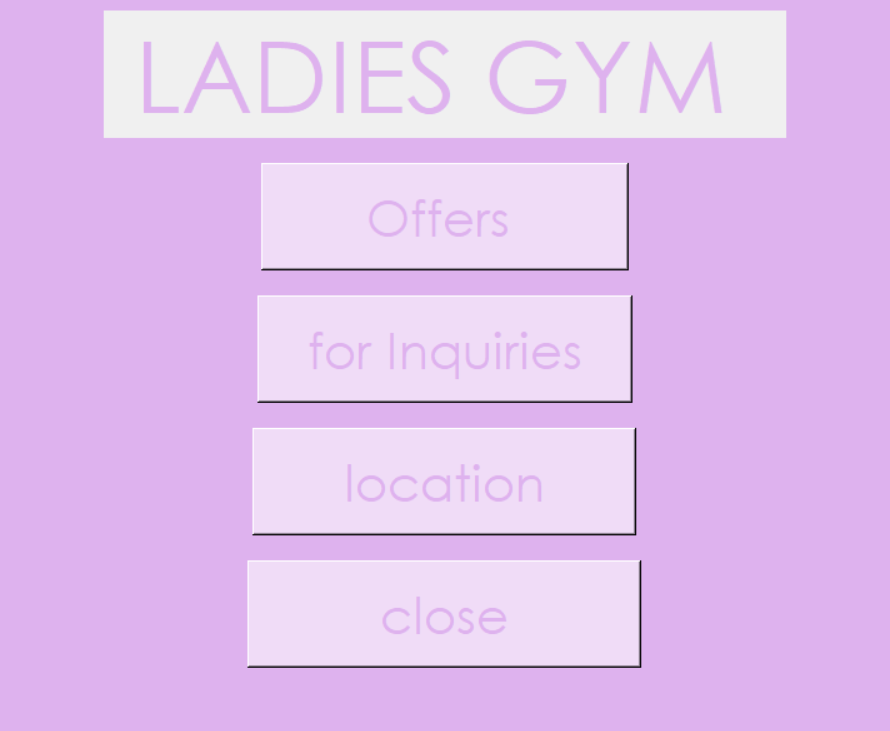 LADIES GYM
Offers
for Inquiries
location
close